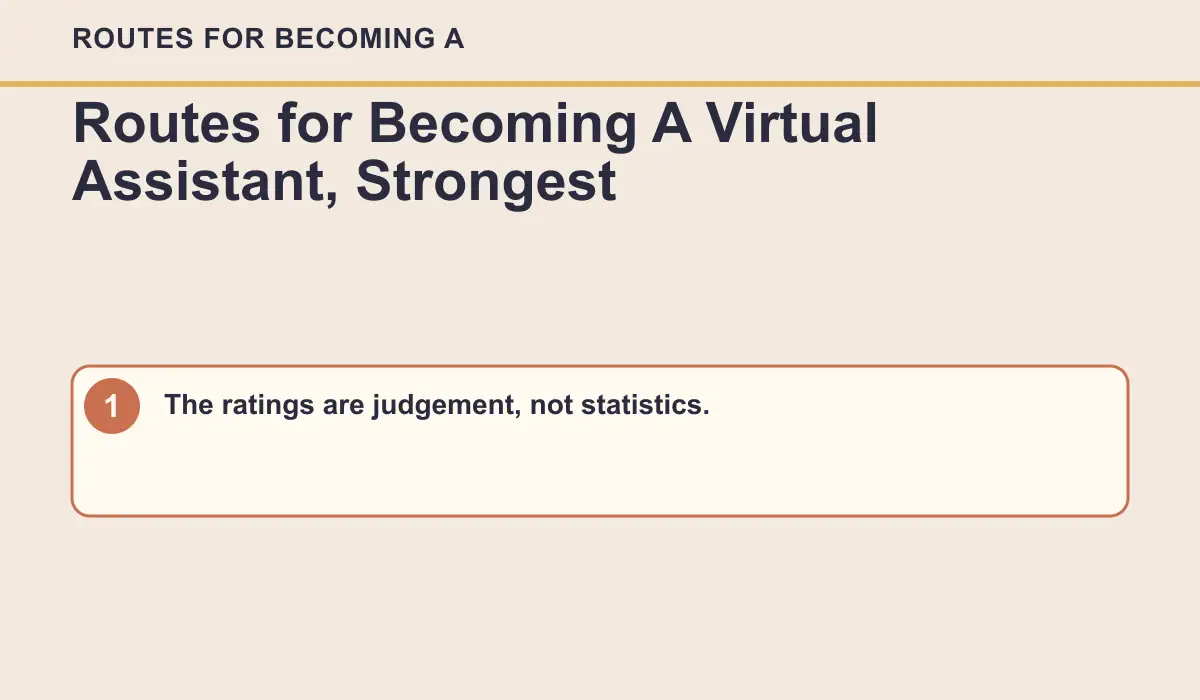 ROUTES FOR BECOMING A
Routes for Becoming A Virtual
Assistant, Strongest
1 The ratings are judgement, not statistics.